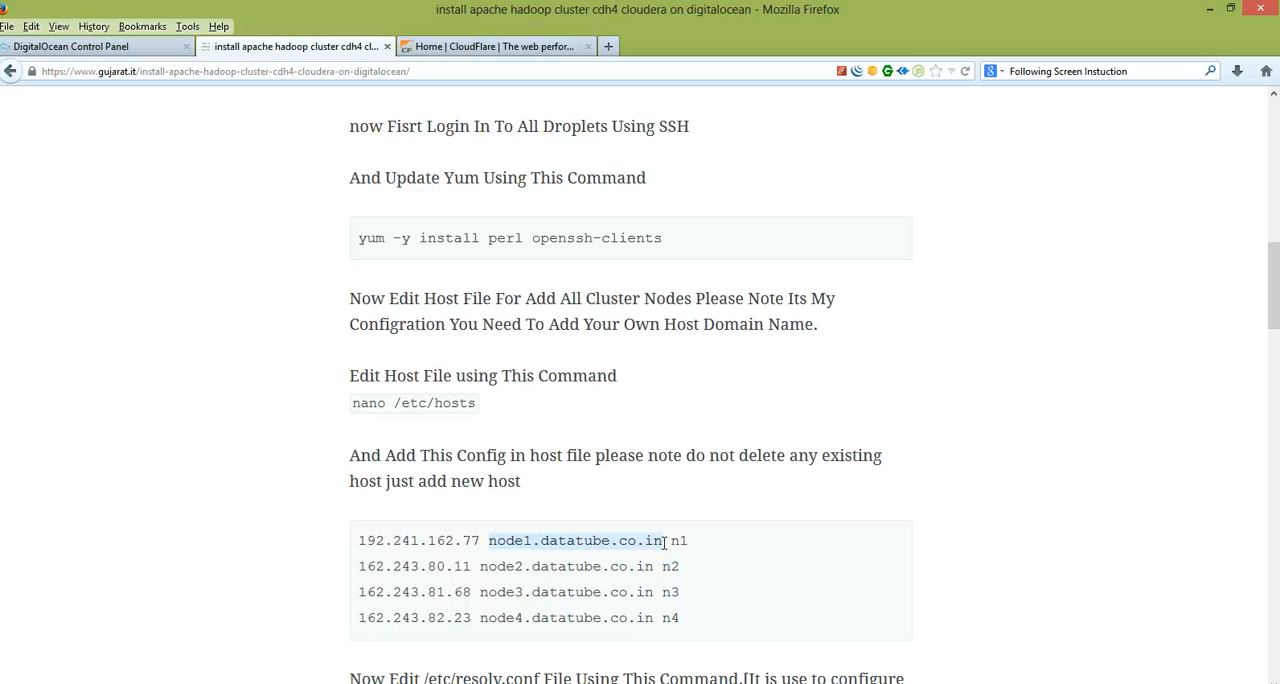 install apache hadoop cluster cdh4 cloudera on digitalocean - Mozilla Firefox
File Edit View History Bookmarks Tools Help
DigitalOcean Control Panel × install apache hadoop cluster cdh4 cl... × Home | CloudFlare | The web perfor... × +
https://www.gujarat.it/install-apache-hadoop-cluster-cdh4-cloudera-on-digitalocean/ Following Screen Instuction
now Fisrt Login In To All Droplets Using SSH
And Update Yum Using This Command
yum -y install perl openssh-clients
Now Edit Host File For Add All Cluster Nodes Please Note Its My
Configration You Need To Add Your Own Host Domain Name.
Edit Host File using This Command
nano /etc/hosts
And Add This Config in host file please note do not delete any existing
host just add new host
192.241.162.77 node1.datatube.co.in n1
162.243.80.11 node2.datatube.co.in n2
162.243.81.68 node3.datatube.co.in n3
162.243.82.23 node4.datatube.co.in n4
Now Edit /etc/resolv.conf File Using This Command.[It is use to configure